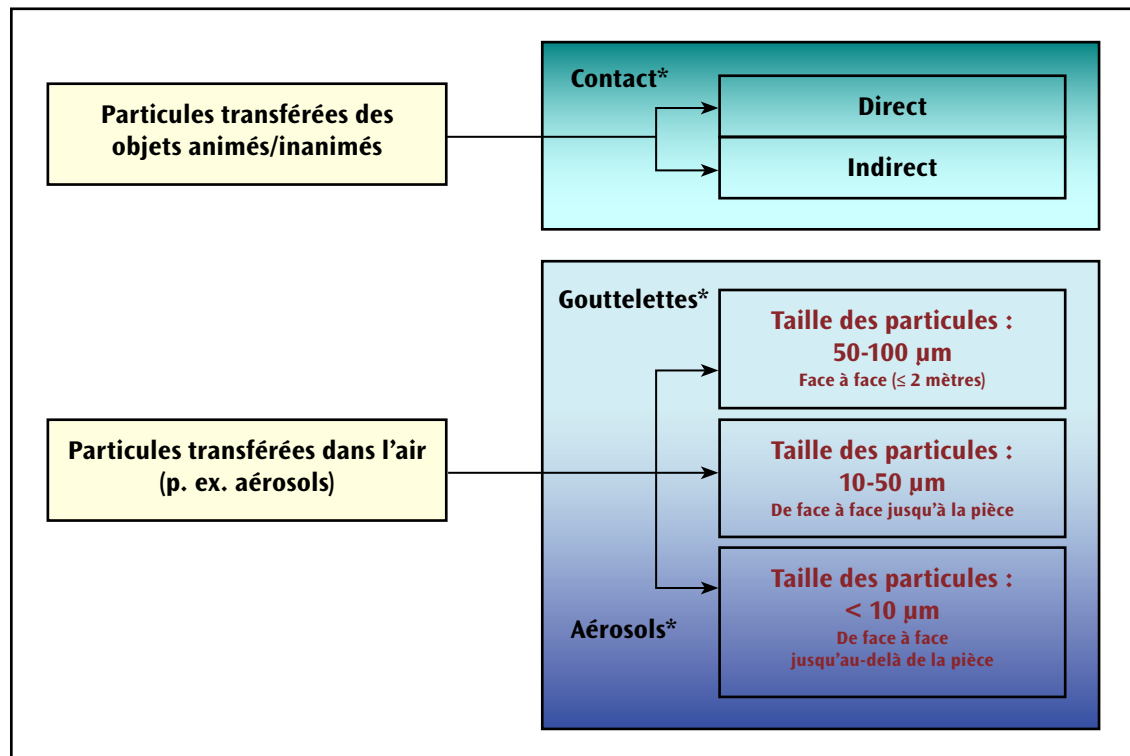 Particules transférées des
objets animés/inanimés
Contact*
Direct
Indirect
Particules transférées dans l’air
(p. ex. aérosols)
Gouttelettes*
Taille des particules :
50-100 µm
Face à face (≤ 2 mètres)
Taille des particules :
10-50 µm
De face à face jusqu’à la pièce
Aérosols*
Taille des particules :
< 10 µm
De face à face
jusqu’au-delà de la pièce